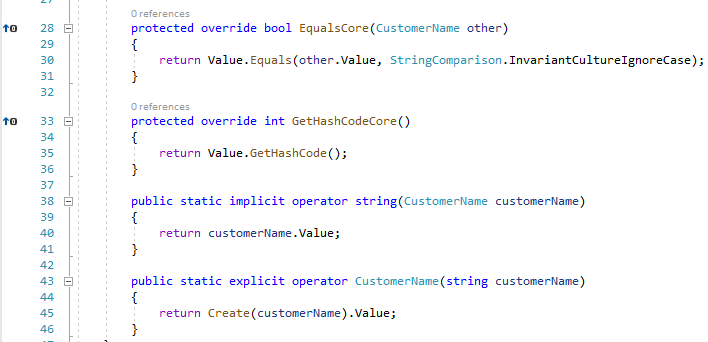 27
0 references
28 protected override bool EqualsCore(CustomerName other)
29 {
30 return Value.Equals(other.Value, StringComparison.InvariantCultureIgnoreCase);
31 }
32
0 references
33 protected override int GetHashCodeCore()
34 {
35 return Value.GetHashCode();
36 }
37
38 public static implicit operator string(CustomerName customerName)
39 {
40 return customerName.Value;
41 }
42
43 public static explicit operator CustomerName(string customerName)
44 {
45 return Create(customerName).Value;
46 }